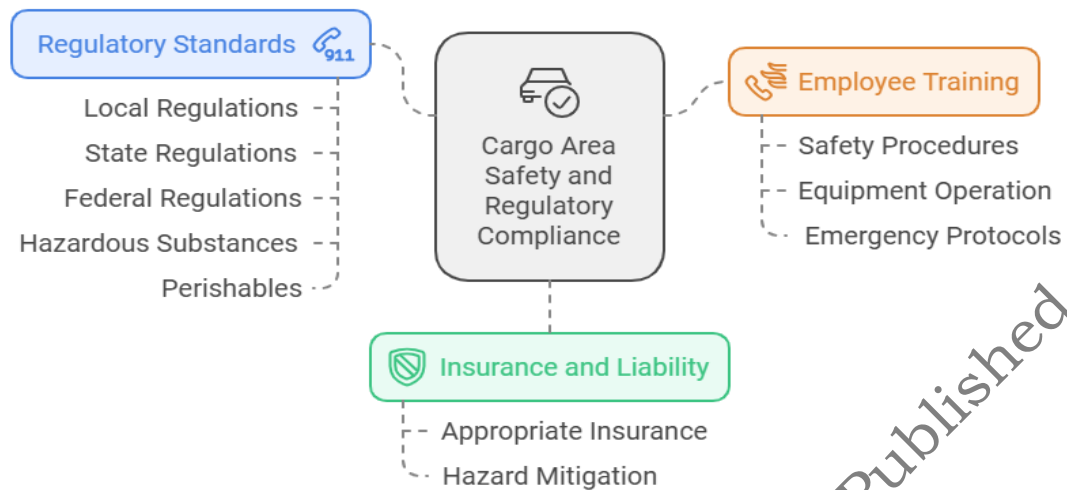 Regulatory Standards
911
Local Regulations
State Regulations
Federal Regulations
Hazardous Substances
Perishables
Cargo Area
Safety and
Regulatory
Compliance
Employee Training
Safety Procedures
Equipment Operation
Emergency Protocols
Insurance and Liability
Appropriate Insurance
Hazard Mitigation
Published